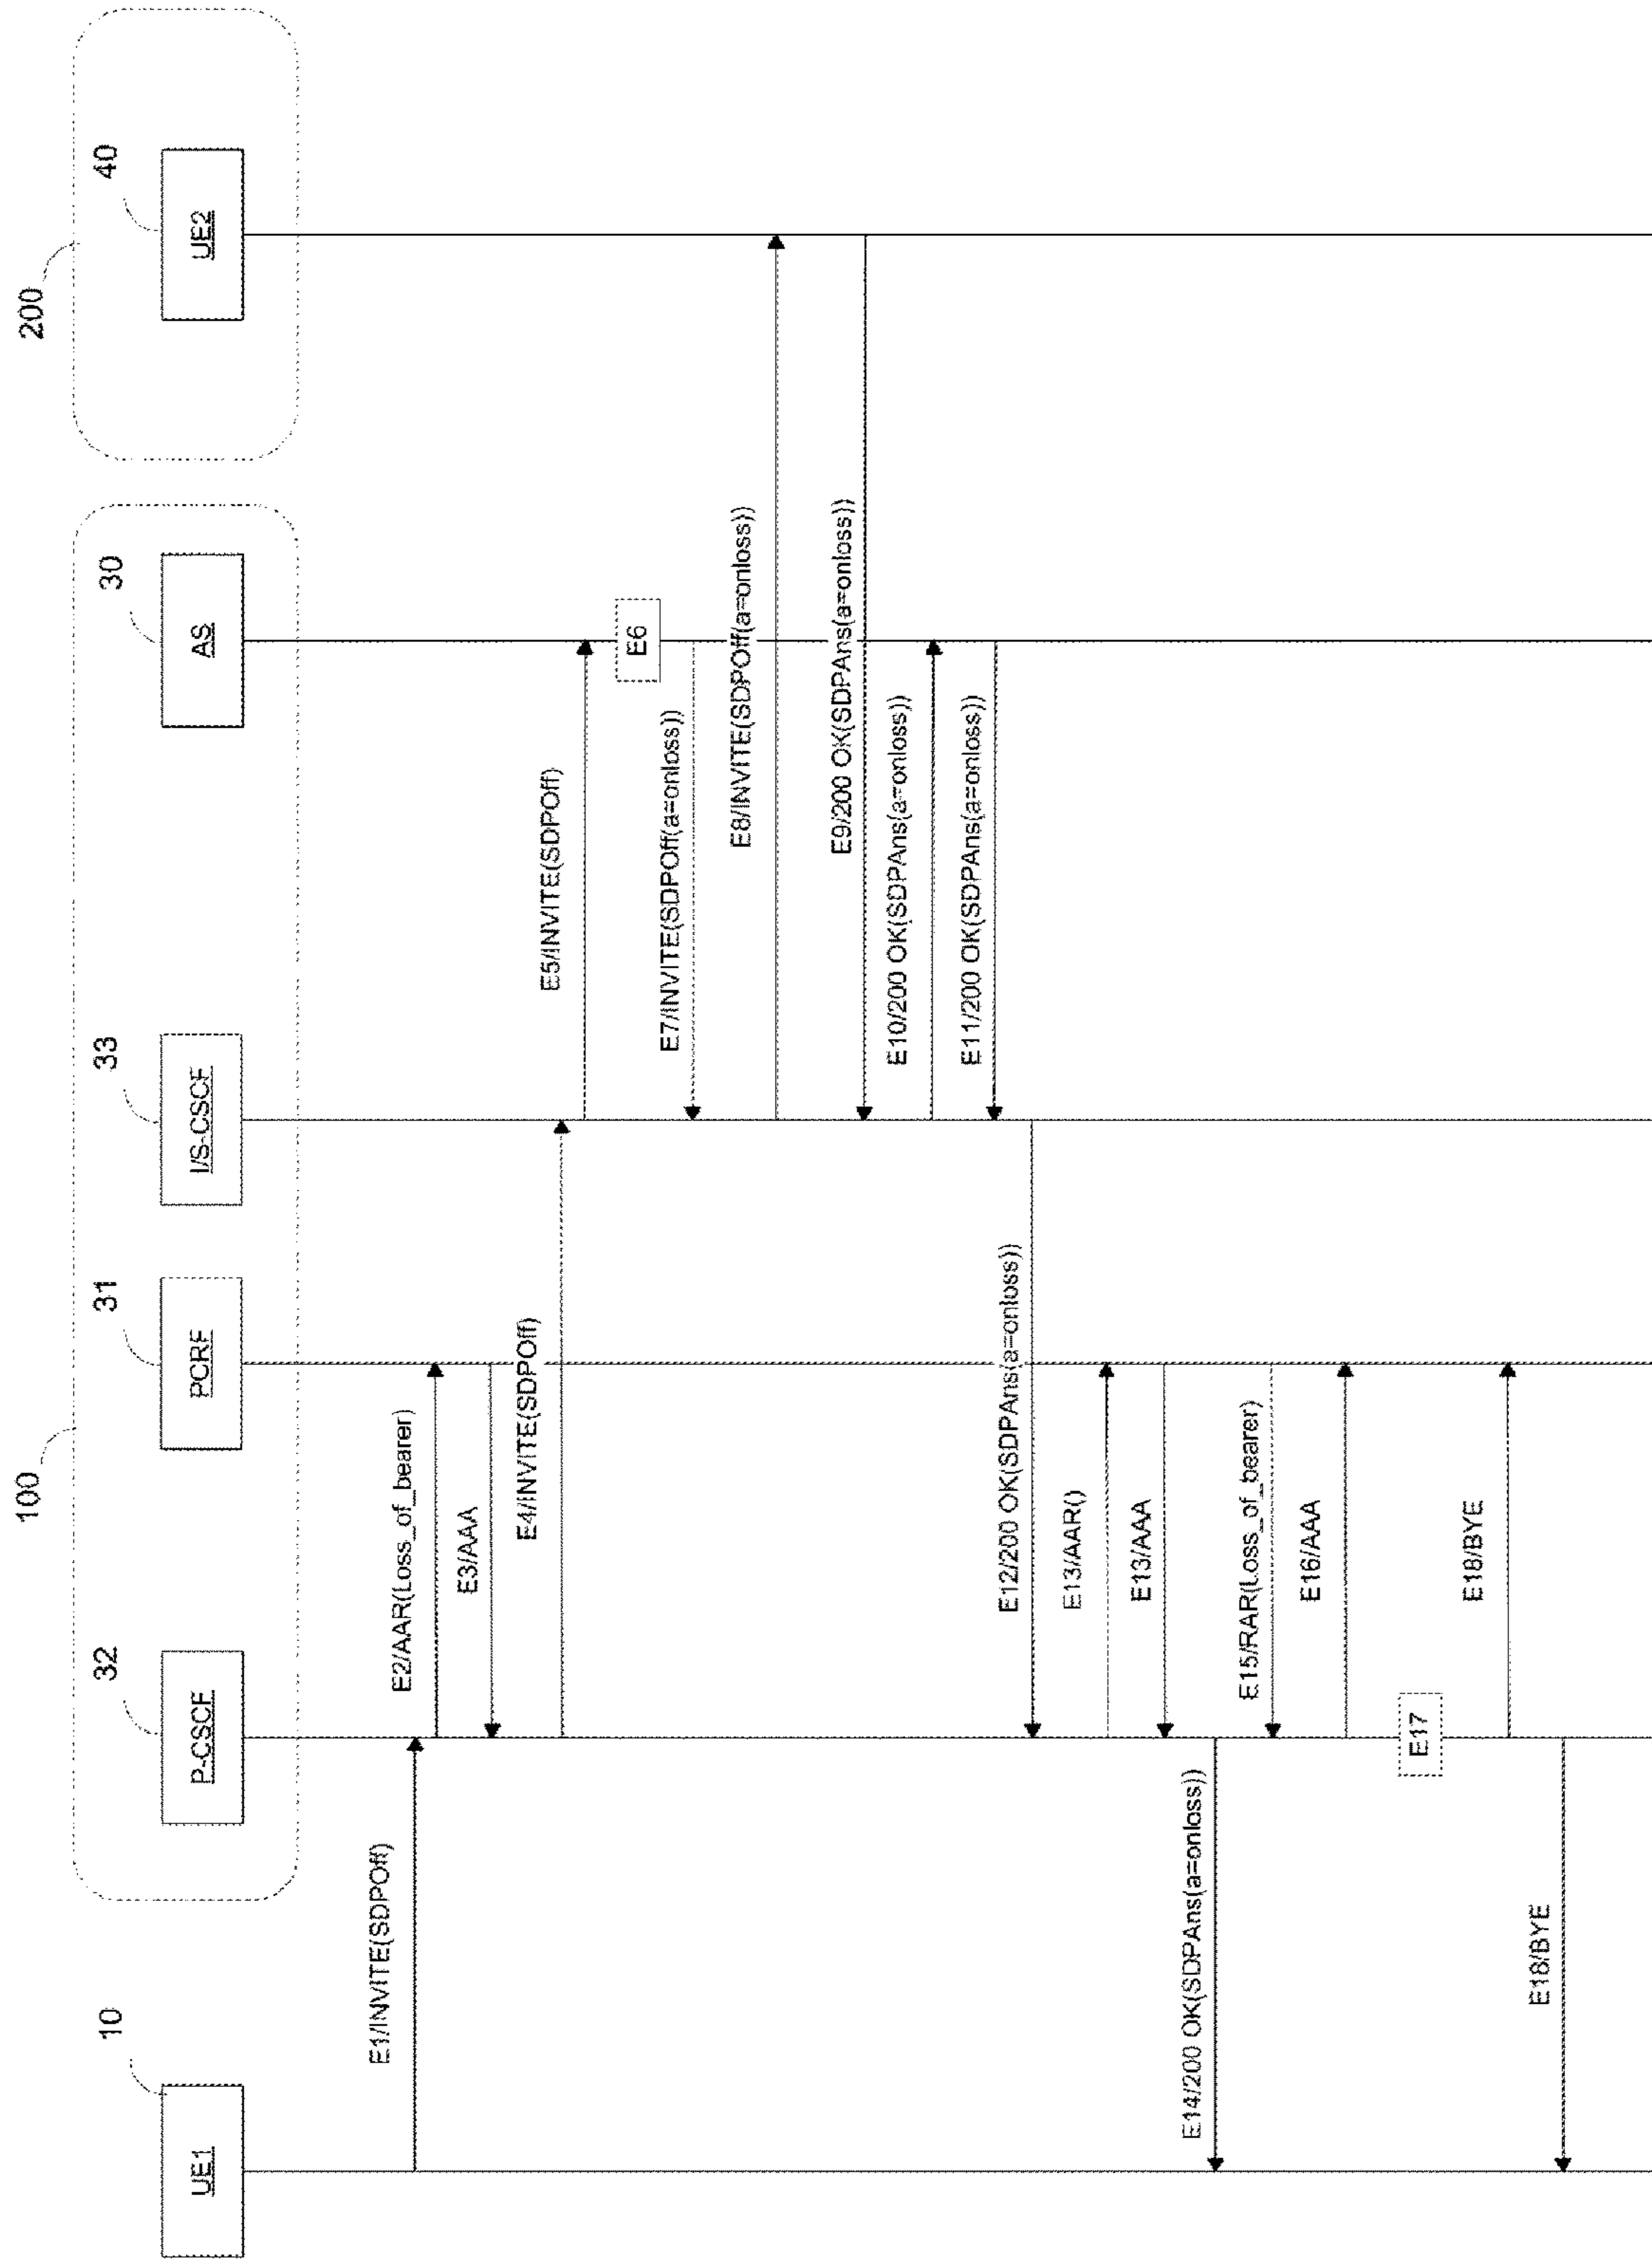 100
200
10
32
31
33
30
40
UE1
P-CSCF
PCRF
I/S-CSCF
AS
UE2
E1/INVITE(SDPOff)
E2/AAR(Loss_of_bearer)
E3/AAA
E4/INVITE(SDPOff)
E5/INVITE(SDPOff)
E6
E7/INVITE(SDPOff(a=onloss))
E8/INVITE(SDPOff(a=onloss))
E9/200 OK(SDPAns(a=onloss))
E10/200 OK(SDPAns(a=onloss))
E11/200 OK(SDPAns(a=onloss))
E12/200 OK(SDPAns(a=onloss))
E13/AAR()
E13/AAA
E14/200 OK(SDPAns(a=onloss))
E15/RAR(Loss_of_bearer)
E16/AAA
E17
E18/BYE
E18/BYE